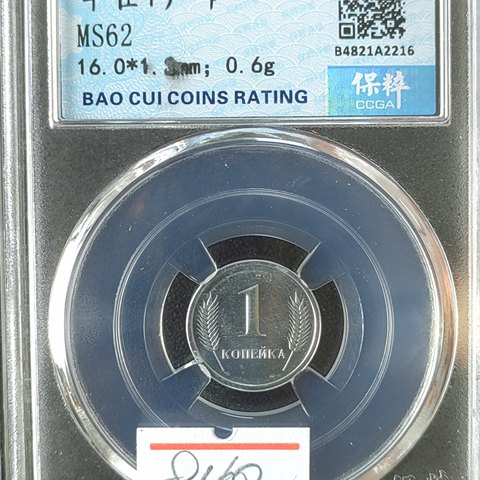 MS62
16.0*1.mm; 0.6g
BAO CUI COINS RATING
B4821A2216
保粹
CCGA
1
КОПЕЙКА